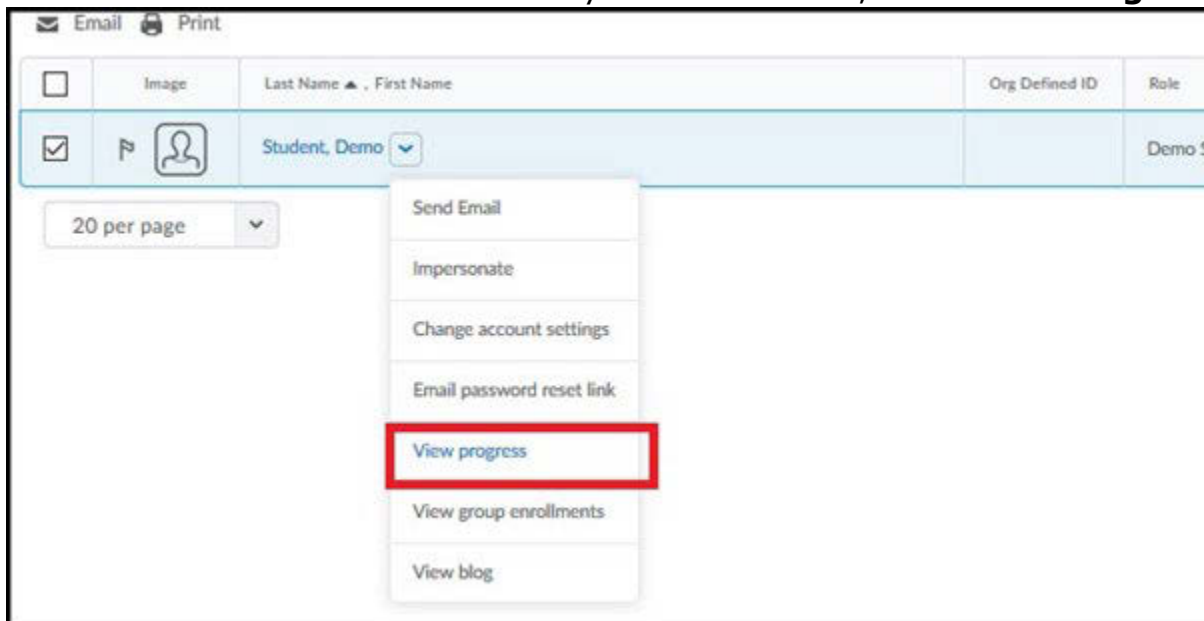 Email Print
Image Last Name ▲ , First Name Org Defined ID Role
Student, Demo Demo
20 per page
Send Email
Impersonate
Change account settings
Email password reset link
View progress
View group enrollments
View blog